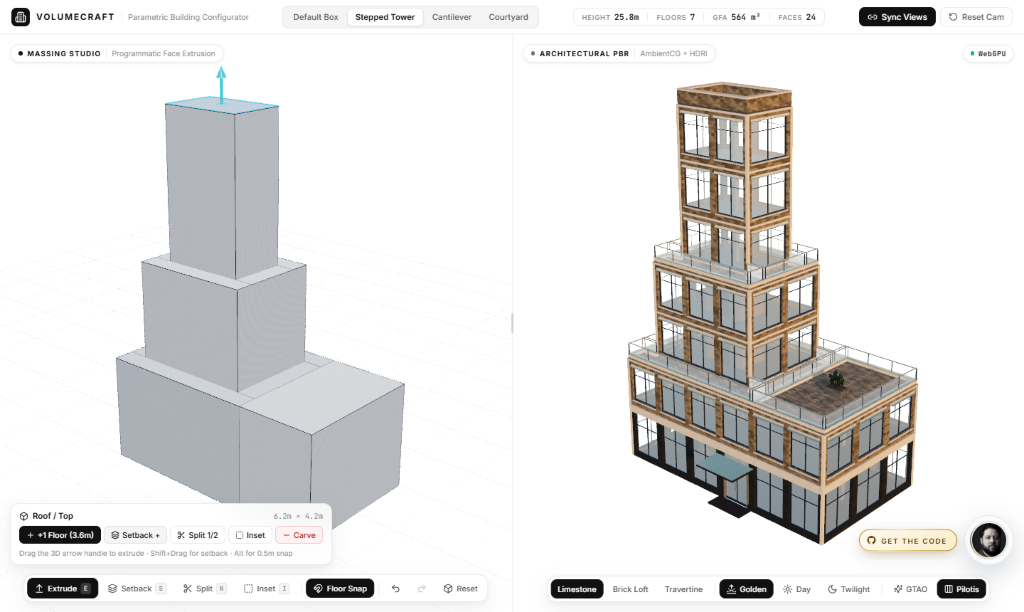 VOLUMECRAFT Parametric Building Configurator Default Box Stepped Tower Cantilever Courtyard HEIGHT 25.8m FLOORS 7 GFA 564 m² FACES 24 Sync Views Reset Cam
MASSING STUDIO Programmatic Face Extrusion
ARCHITECTURAL PBR AmbientCG + HDRI WebGPU
Roof / Top 6.2m × 4.2m
+1 Floor (3.6m) Setback + Split 1/2 Inset Carve
Drag the 3D arrow handle to extrude · Shift+Drag for setback · Alt for 0.5m snap
GET THE CODE
Extrude E Setback S Split K Inset I Floor Snap Reset
Limestone Brick Loft Travertine Golden Day Twilight GTAO Pilotis